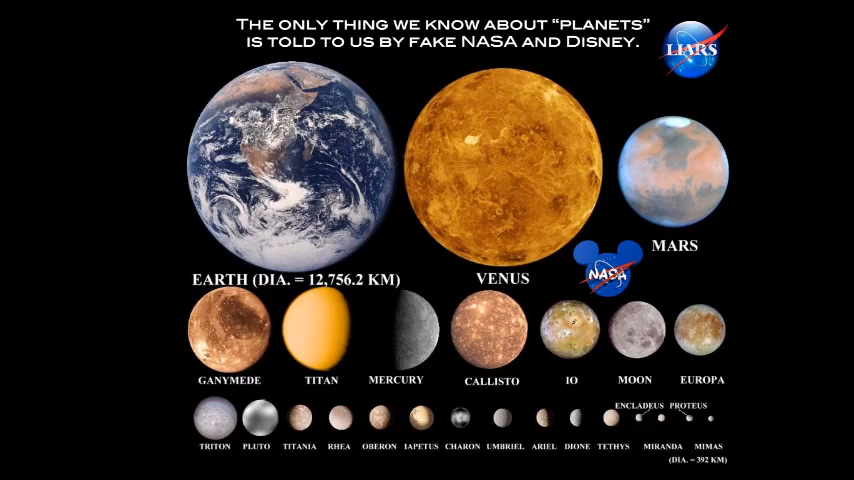 The only thing we know about “planets”
is told to us by fake NASA and Disney.
LIARS
MARS
NASA
EARTH (DIA. = 12,756.2 KM)
VENUS
GANYMEDE
TITAN
MERCURY
CALLISTO
IO
MOON
EUROPA
ENCLADEUS
PROTEUS
TRITON
PLUTO
TITANIA
RHEA
OBERON
IAPETUS
CHARON
UMBRIEL
ARIEL
DIONE
TETHYS
MIRANDA
MIMAS
(DIA. = 392 KM)